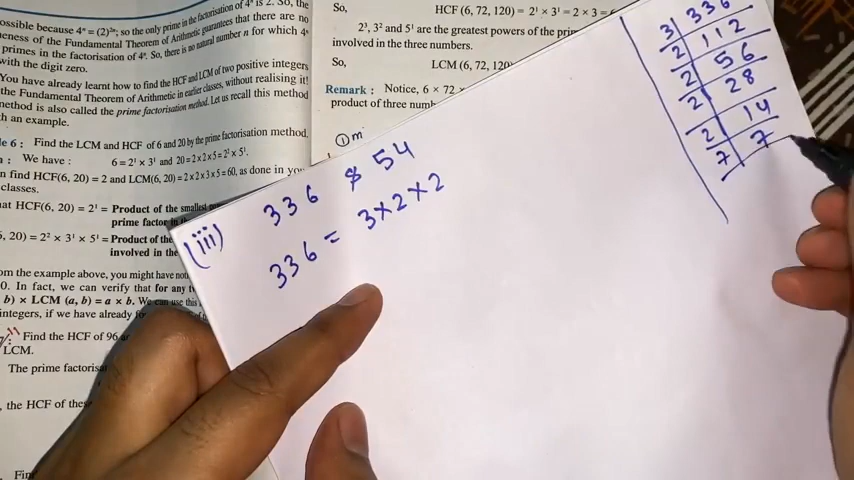 ossible because 4ⁿ = (2)²ⁿ; so the only prime in the factorisation of 4ⁿ is 2. So, the
eness of the Fundamental Theorem of Arithmetic guarantees that there are no
primes in the factorisation of 4ⁿ. So, there is no natural number n for which 4ⁿ
with the digit zero.
You have already learnt how to find the HCF and LCM of two positive integers
the Fundamental Theorem of Arithmetic in earlier classes, without realising it!
method is also called the prime factorisation method. Let us recall this method
h an example.
le 6 : Find the LCM and HCF of 6 and 20 by the prime factorisation method.
: We have : 6 = 2¹ × 3¹ and 20 = 2 × 2 × 5 = 2² × 5¹.
n find HCF(6, 20) = 2 and LCM(6, 20) = 2 × 2 × 3 × 5 = 60, as done in you
classes.
at HCF(6, 20) = 2¹ = Product of the smallest
prime factor in th
6, 20) = 2² × 3¹ × 5¹ = Product of the
involved in the
om the example above, you might have noti
0. In fact, we can verify that for any t
b) × LCM (a, b) = a × b. We can use this
integers, if we have already fo
Find the HCF of 96 a
LCM.
The prime factoris
, the HCF of these
Fin
So, HCF (6, 72, 120) = 2¹ × 3¹ = 2 × 3 = 6
2³, 3² and 5¹ are the greatest powers of the prim
involved in the three numbers.
So, LCM (6, 72, 120)
Remark : Notice, 6 × 72 ×
product of three numb
(iii) 336 & 54
336 = 3×2×2
3 336
2 112
2 56
2 28
2 14
7 7